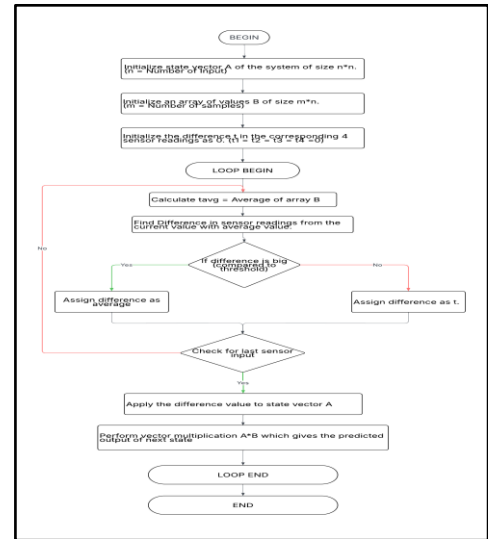 BEGIN
Initialize state vector A of the system of size n*n.
(n = Number of Input)
Initialize an array of values B of size m*n.
(m = Number of samples)
Initialize the difference t in the corresponding 4
sensor readings as 0. (t1 = t2 = t3 = t4 =0)
LOOP BEGIN
Calculate tavg = Average of array B
Find Difference in sensor readings from the
current value with average value.
No
If difference is big
(compared to
threshold)
Yes
No
Assign difference as
average
Assign difference as t.
Check for last sensor
input
Yes
Apply the difference value to state vector A
Perform vector multiplication A*B which gives the predicted
output of next state
LOOP END
END